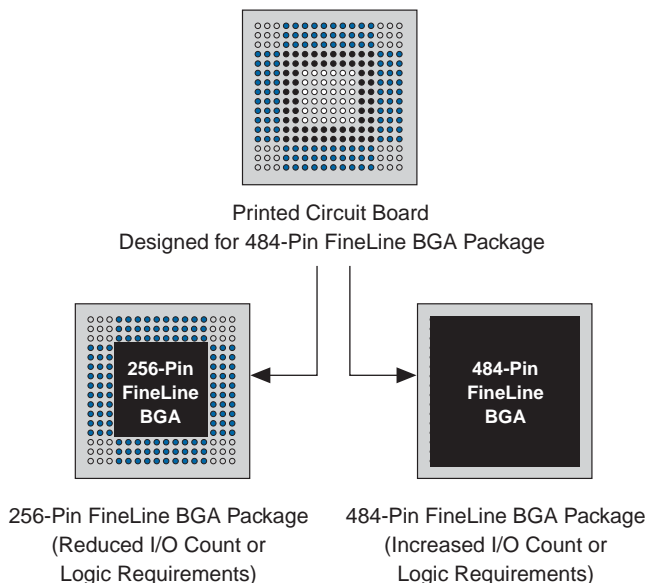 Printed Circuit Board
Designed for 484-Pin FineLine BGA Package
256-Pin
FineLine
BGA
484-Pin
FineLine
BGA
256-Pin FineLine BGA Package
(Reduced I/O Count or
Logic Requirements)
484-Pin FineLine BGA Package
(Increased I/O Count or
Logic Requirements)